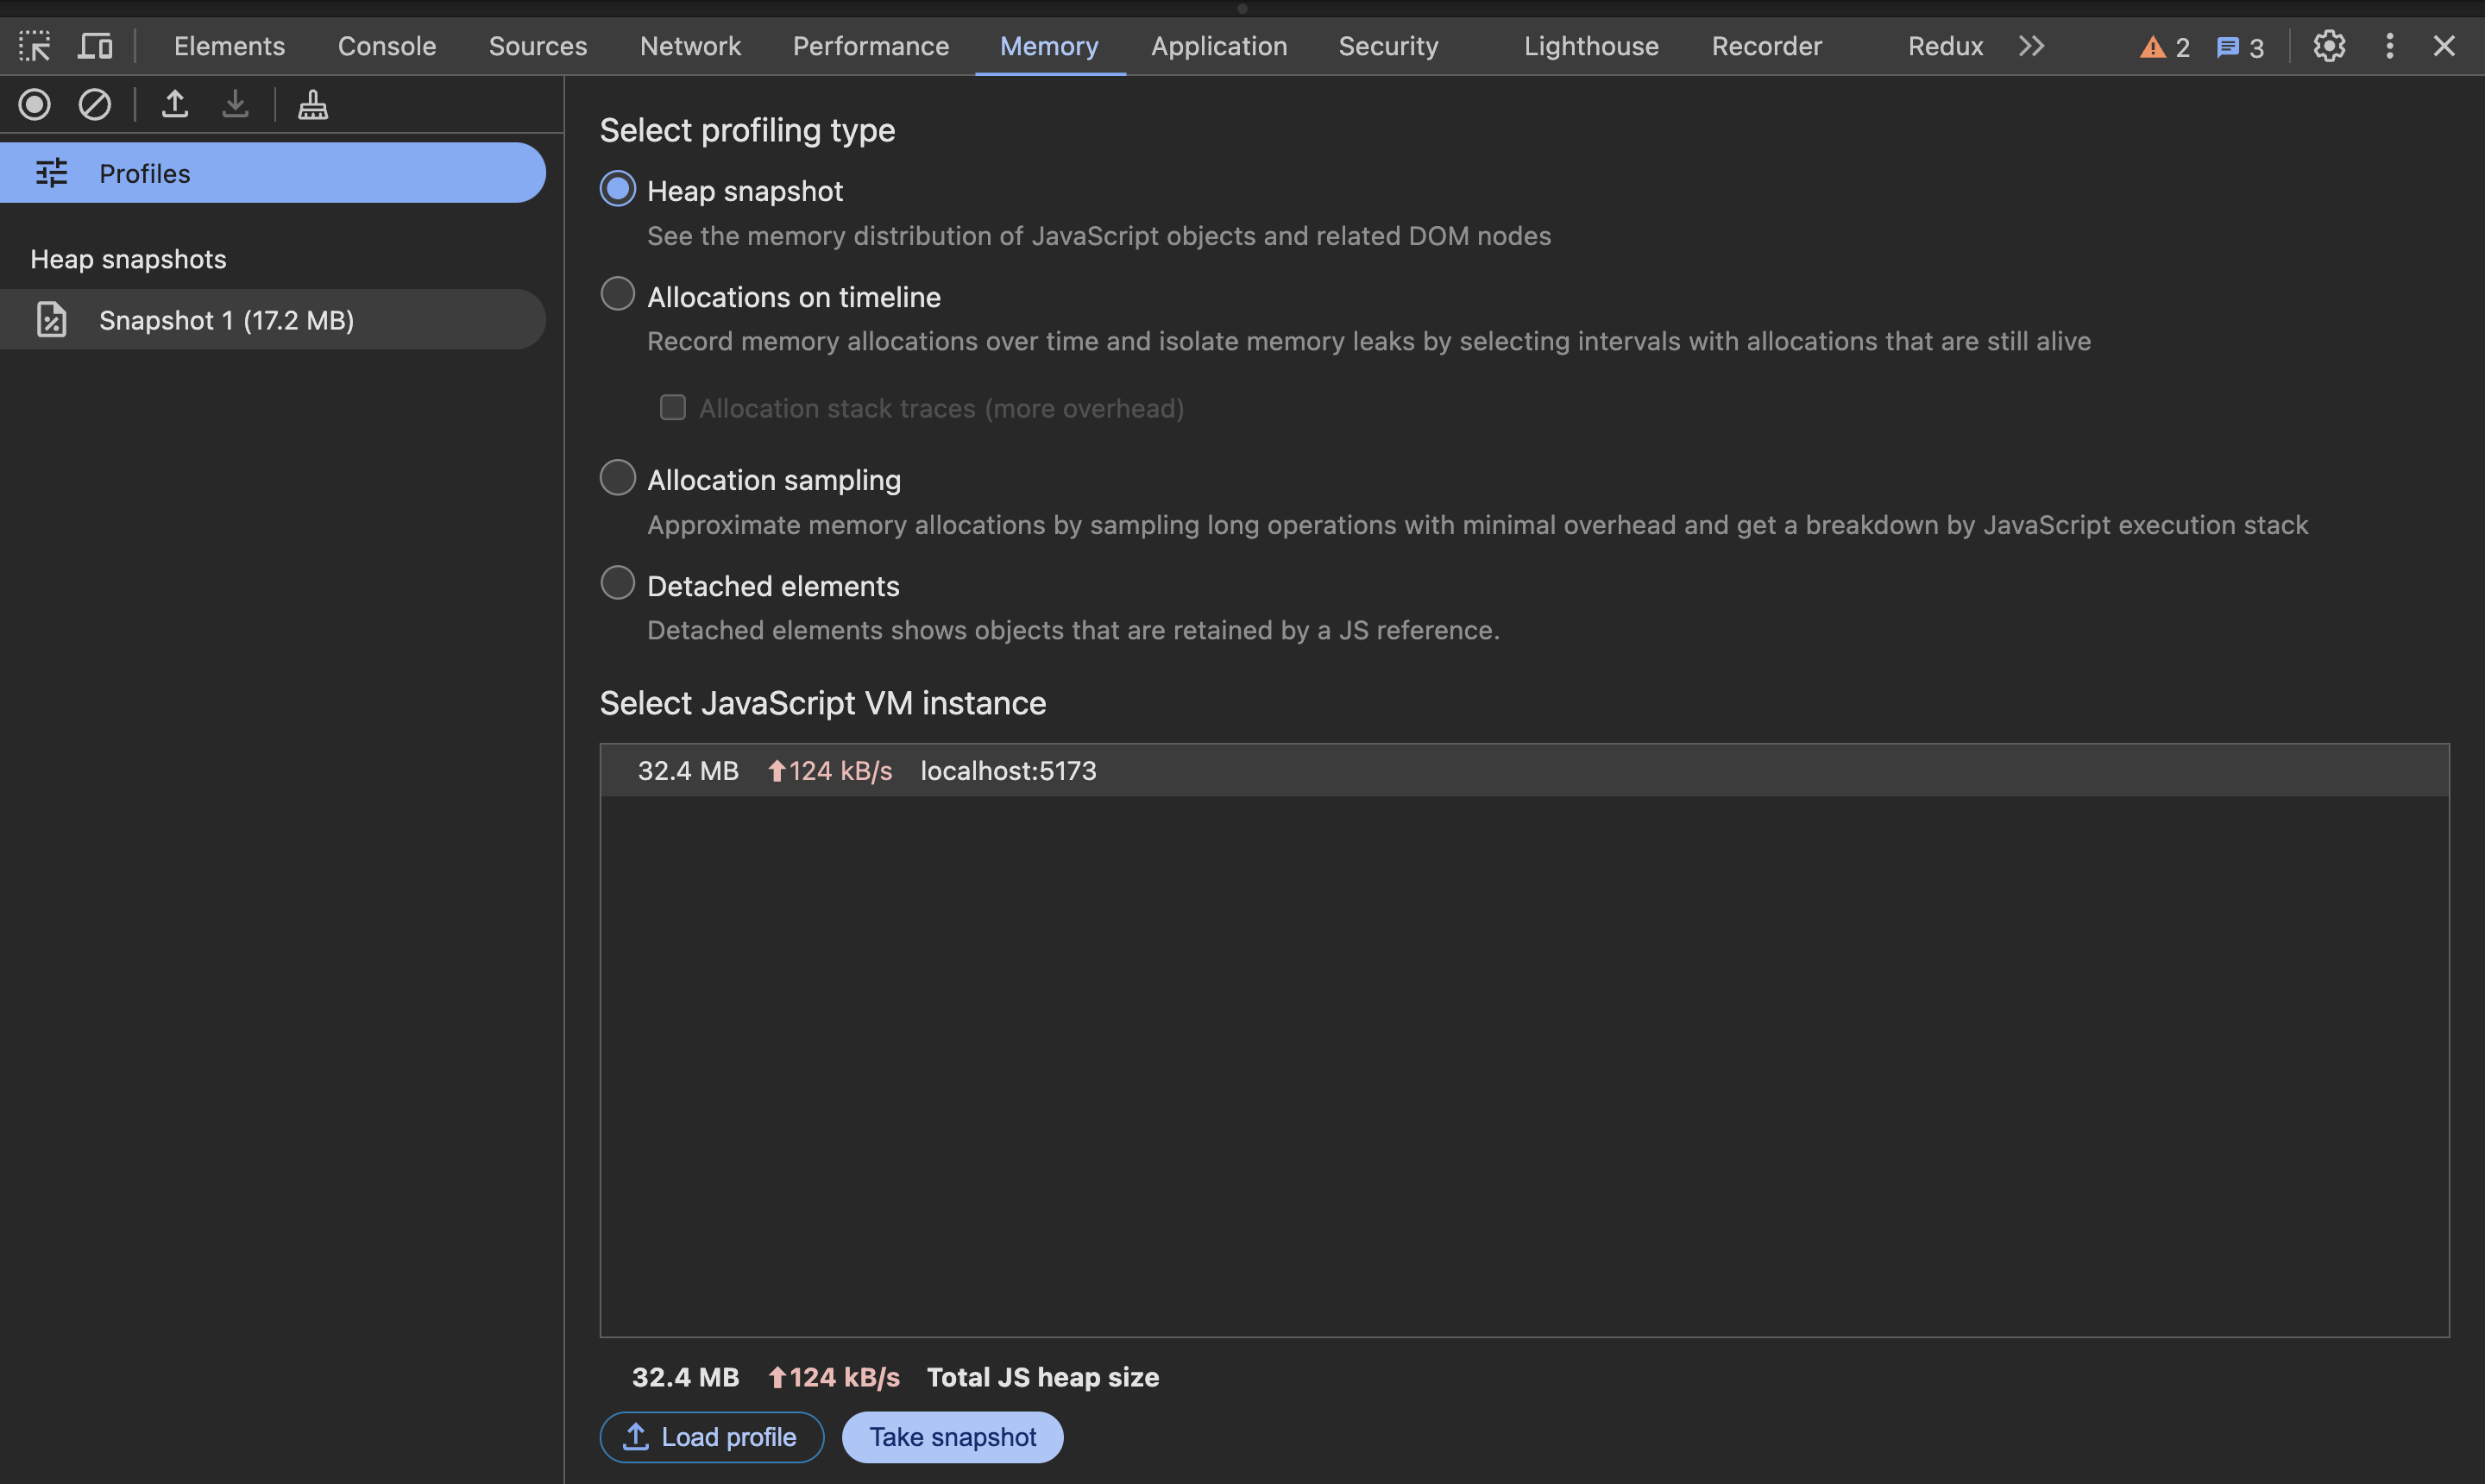 Elements Console Sources Network Performance Memory Application Security Lighthouse Recorder Redux 2 3
Profiles
Heap snapshots
Snapshot 1 (17.2 MB)
Select profiling type
Heap snapshot
See the memory distribution of JavaScript objects and related DOM nodes
Allocations on timeline
Record memory allocations over time and isolate memory leaks by selecting intervals with allocations that are still alive
Allocation stack traces (more overhead)
Allocation sampling
Approximate memory allocations by sampling long operations with minimal overhead and get a breakdown by JavaScript execution stack
Detached elements
Detached elements shows objects that are retained by a JS reference.
Select JavaScript VM instance
32.4 MB 124 kB/s localhost:5173
32.4 MB 124 kB/s Total JS heap size
Load profile Take snapshot